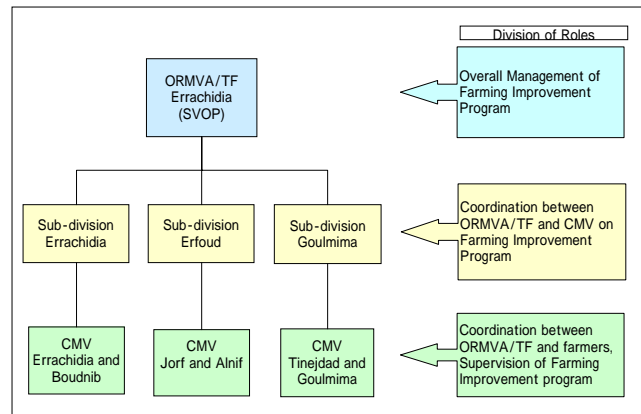 Division of Roles
ORMVA/TF
Errachidia
(SVOP)
Overall Management of
Farming Improvement
Program
Sub-division
Errachidia
Sub-division
Erfoud
Sub-division
Goulmima
Coordination between
ORMVA/TF and CMV on
Farming Improvement
Program
CMV
Errachidia and
Boudnib
CMV
Jorf and Alnif
CMV
Tinejdad and
Goulmima
Coordination between
ORMVA/TF and farmers,
Supervision of Farming
Improvement program